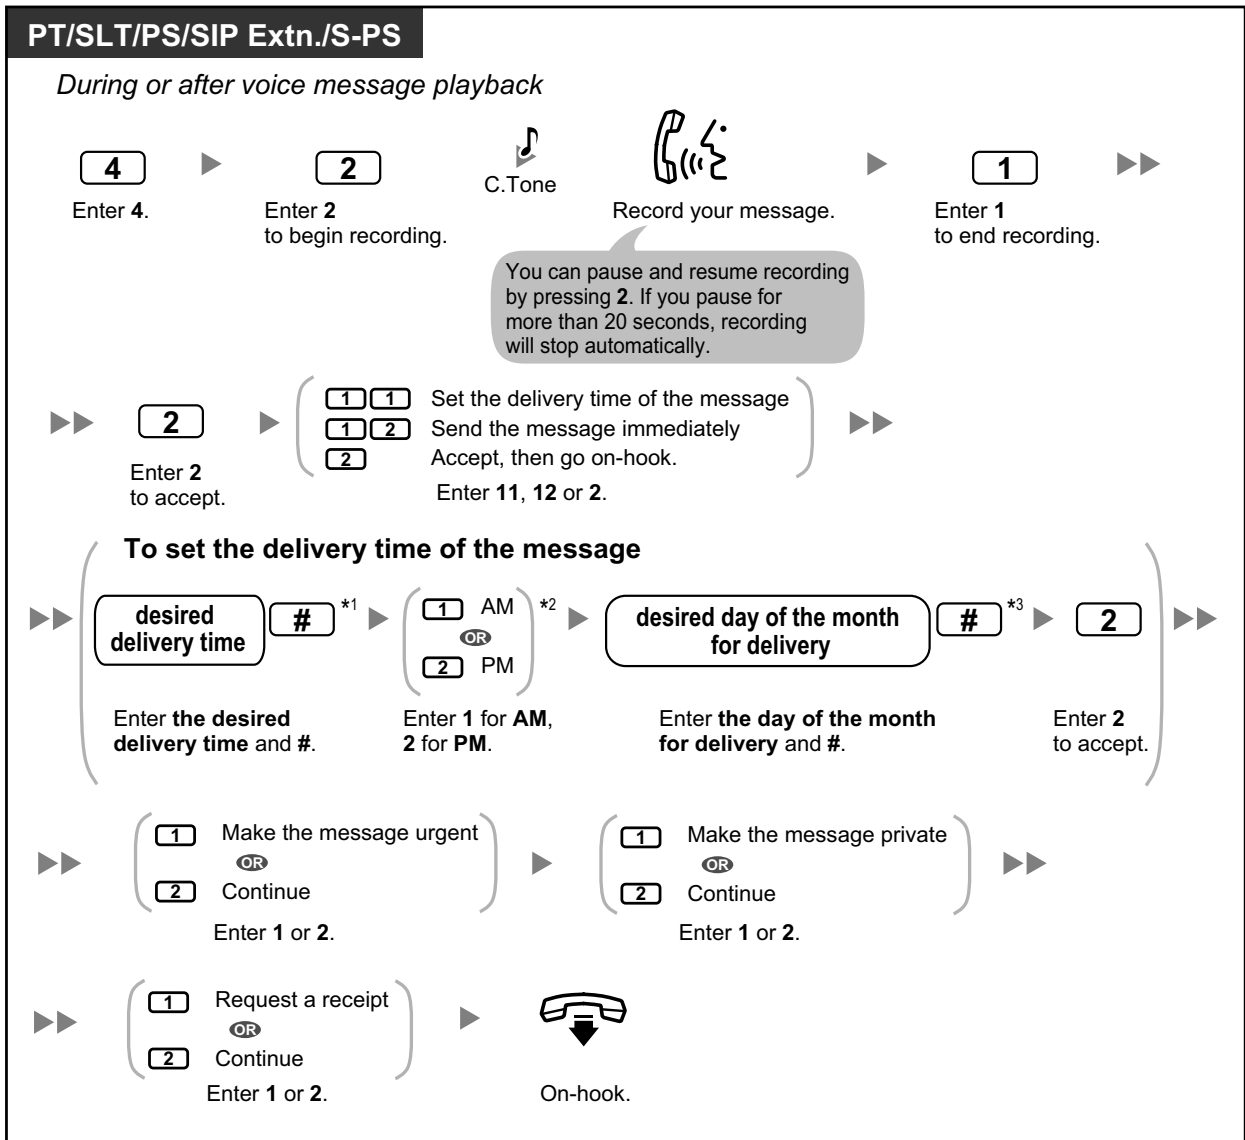 PT/SLT/PS/SIP Extn./S-PS
During or after voice message playback
4
2
C.Tone
1
Enter 4.
Enter 2
to begin recording.
Record your message.
Enter 1
to end recording.
You can pause and resume recording
by pressing 2. If you pause for
more than 20 seconds, recording
will stop automatically.
2
Enter 2
to accept.
1 1 Set the delivery time of the message
1 2 Send the message immediately
2 Accept, then go on-hook.
Enter 11, 12 or 2.
To set the delivery time of the message
desired
delivery time
# *1
1 AM
OR
2 PM
*2
desired day of the month
for delivery
# *3
2
Enter the desired
delivery time and #.
Enter 1 for AM,
2 for PM.
Enter the day of the month
for delivery and #.
Enter 2
to accept.
1 Make the message urgent
OR
2 Continue
Enter 1 or 2.
1 Make the message private
OR
2 Continue
Enter 1 or 2.
1 Request a receipt
OR
2 Continue
Enter 1 or 2.
On-hook.